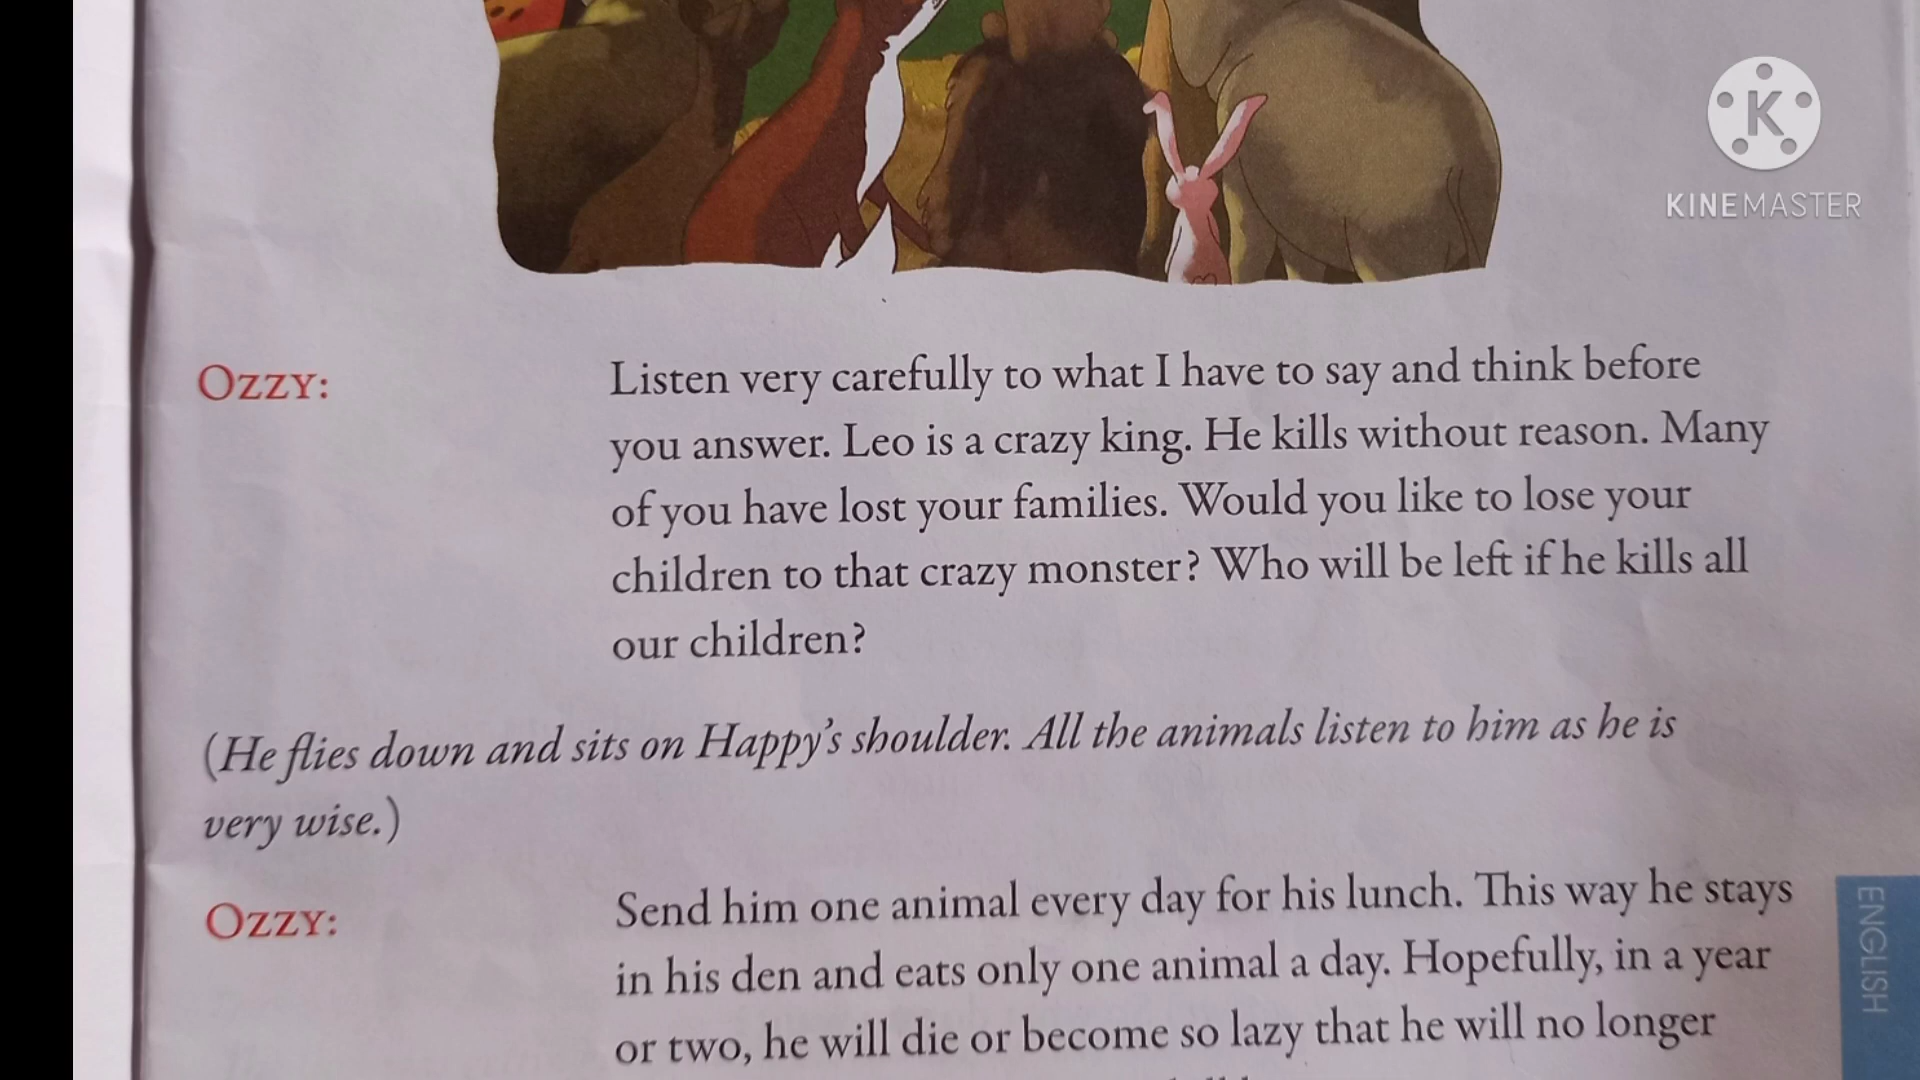 K
KINEMASTER
OZZY:
Listen very carefully to what I have to say and think before
you answer. Leo is a crazy king. He kills without reason. Many
of you have lost your families. Would you like to lose your
children to that crazy monster? Who will be left if he kills all
our children?
(He flies down and sits on Happy's shoulder. All the animals listen to him as he is
very wise.)
OZZY:
Send him one animal every day for his lunch. This way he stays
in his den and eats only one animal a day. Hopefully, in a year
or two, he will die or become so lazy that he will no longer
ENGLISH